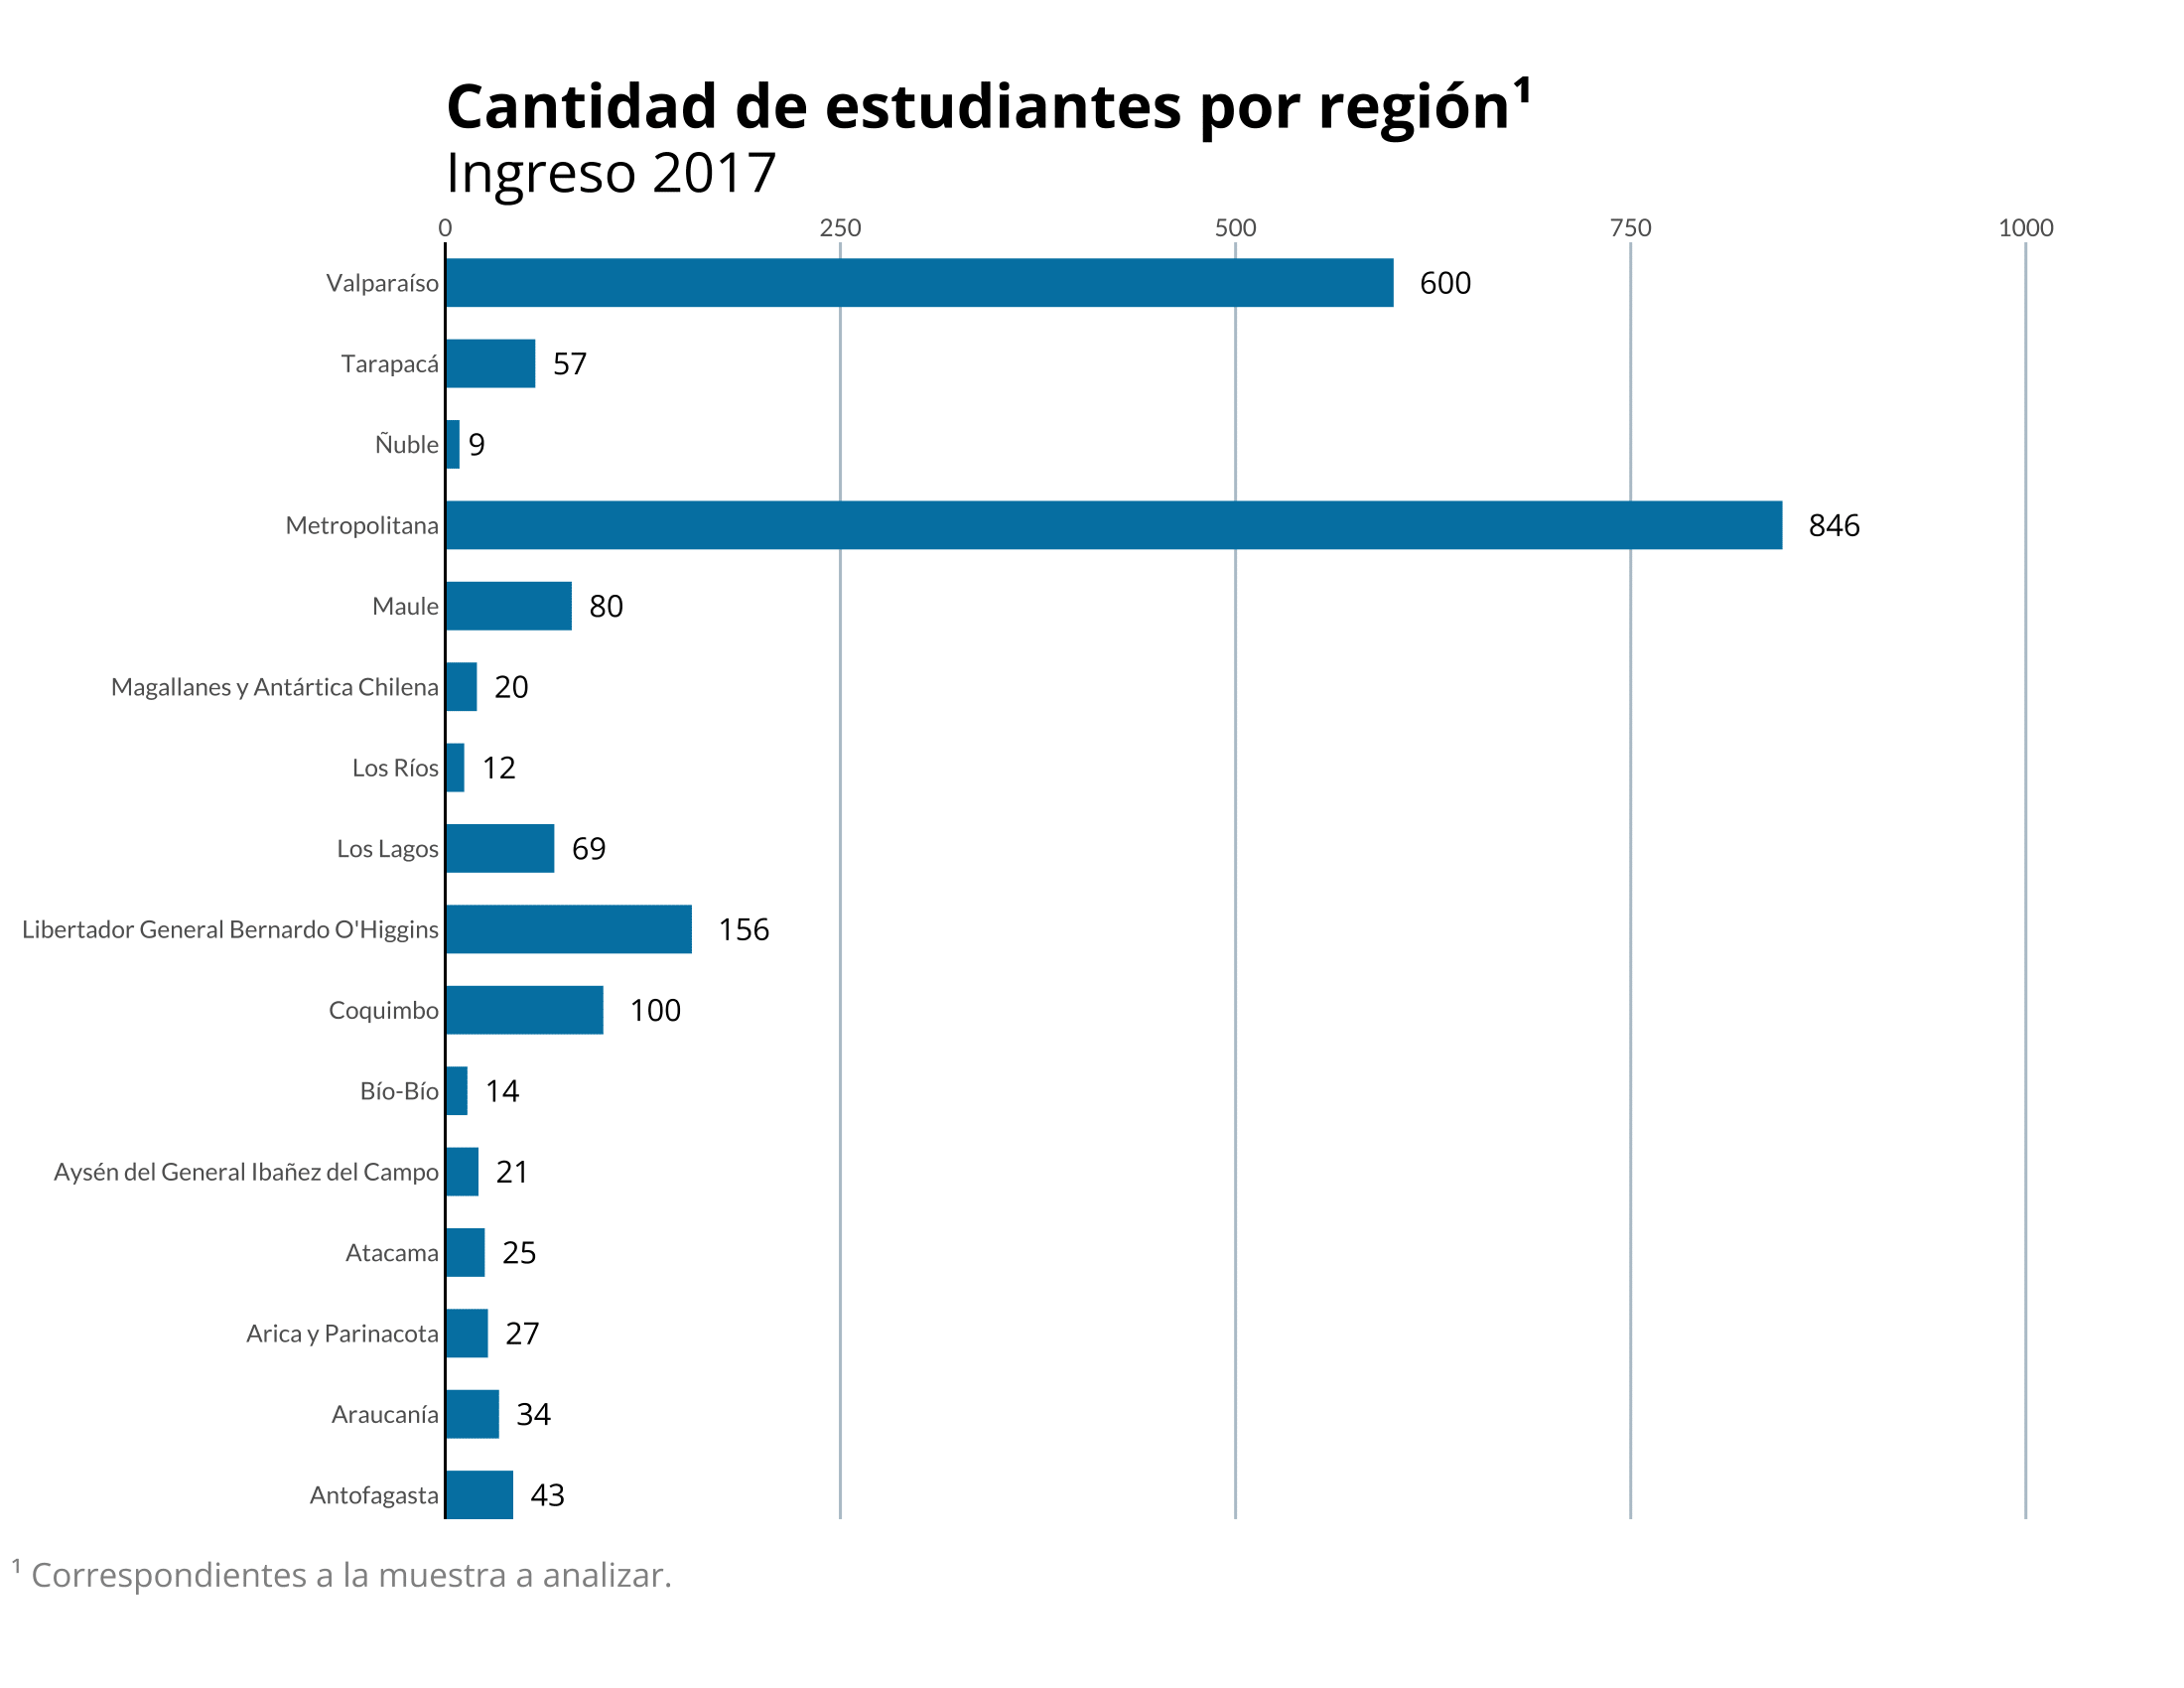 Cantidad de estudiantes por región¹
Ingreso 2017
0 250 500 750 1000
Valparaíso 600
Tarapacá 57
Ñuble 9
Metropolitana 846
Maule 80
Magallanes y Antártica Chilena 20
Los Ríos 12
Los Lagos 69
Libertador General Bernardo O'Higgins 156
Coquimbo 100
Bío-Bío 14
Aysén del General Ibañez del Campo 21
Atacama 25
Arica y Parinacota 27
Araucanía 34
Antofagasta 43
¹ Correspondientes a la muestra a analizar.